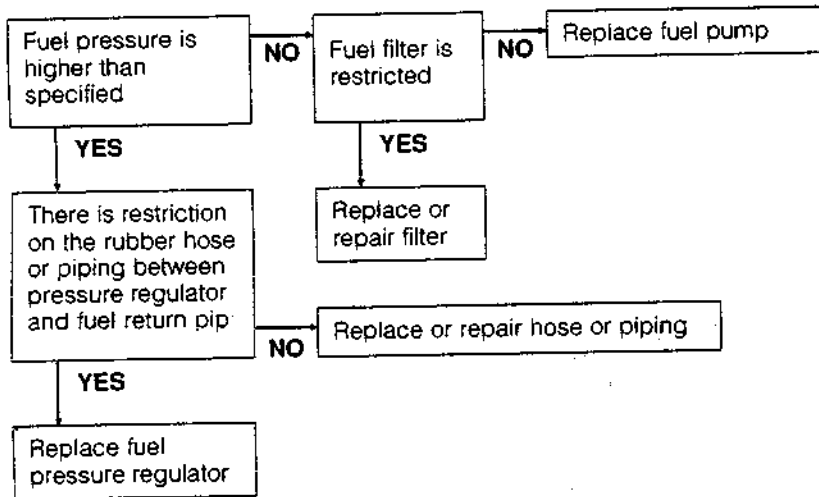 Fuel pressure is
higher than
specified
NO
Fuel filter is
restricted
NO
Replace fuel pump
YES
YES
There is restriction
on the rubber hose
or piping between
pressure regulator
and fuel return pip
Replace or
repair filter
NO
Replace or repair hose or piping
YES
Replace fuel
pressure regulator